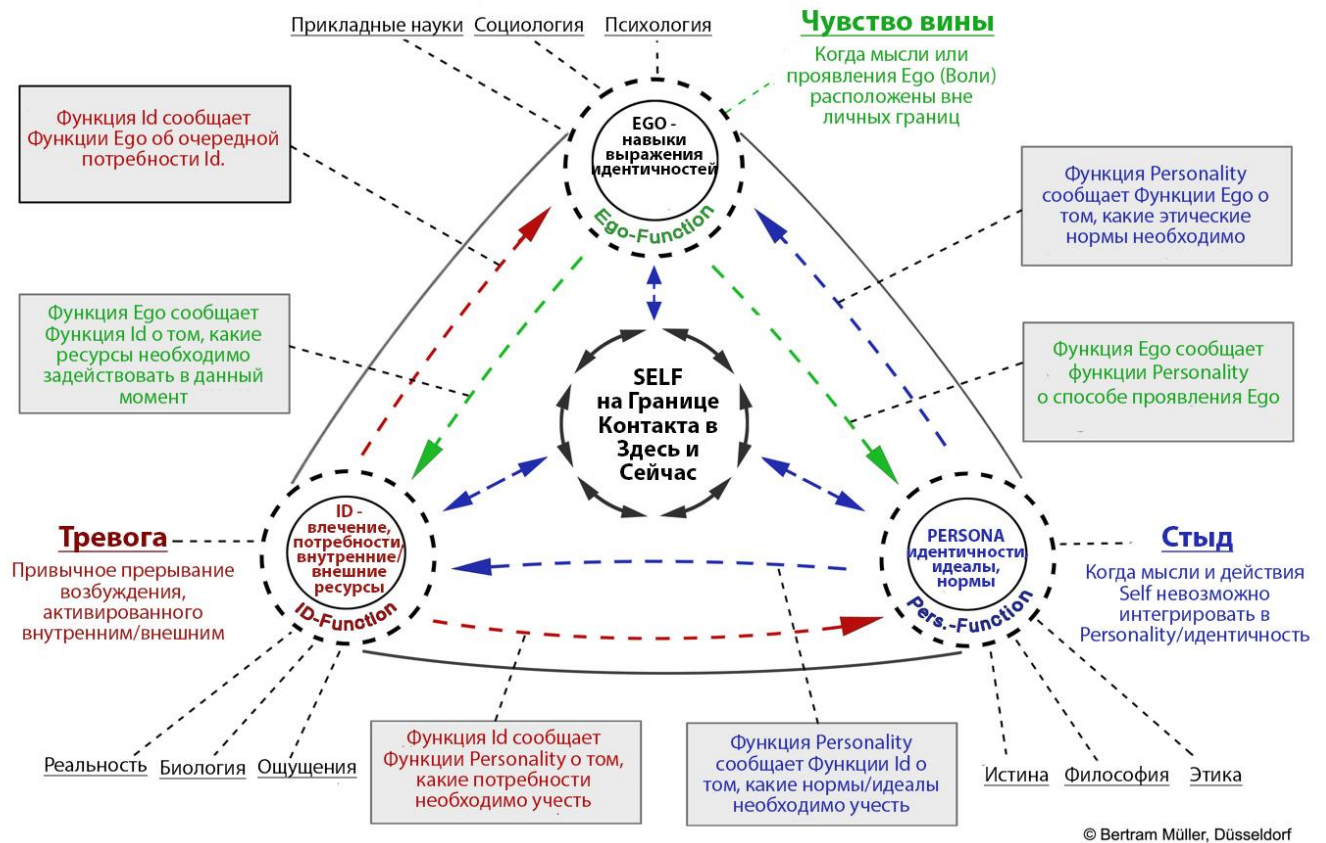 Прикладные науки Социология Психология
Чувство вины
Когда мысли или
проявления Ego (Воли)
расположены вне
личных границ
Функция Id сообщает
Функции Ego об очередной
потребности Id.
EGO -
навыки
выражения
идентичностей
Ego-Function
Функция Personality
сообщает Функции Ego о
том, какие этические
нормы необходимо
Функция Ego сообщает
Функция Id о том, какие
ресурсы необходимо
задействовать в данный
момент
SELF
на Границе
Контакта в
Здесь и
Сейчас
Функция Ego сообщает
функции Personality
о способе проявления Ego
Тревога
Привычное прерывание
возбуждения,
активированного
внутренним/внешним
ID -
влечение,
потребности,
внутренние/
внешние
ресурсы
ID-Function
PERSONA
идентичности,
идеалы,
нормы
Pers.-Function
Стыд
Когда мысли и действия
Self невозможно
интегрировать в
Personality/идентичность
Реальность Биология Ощущения
Функция Id сообщает
Функции Personality о том,
какие потребности
необходимо учесть
Функция Personality
сообщает Функции Id о
том, какие нормы/идеалы
необходимо учесть
Истина Философия Этика
© Bertram Müller, Düsseldorf